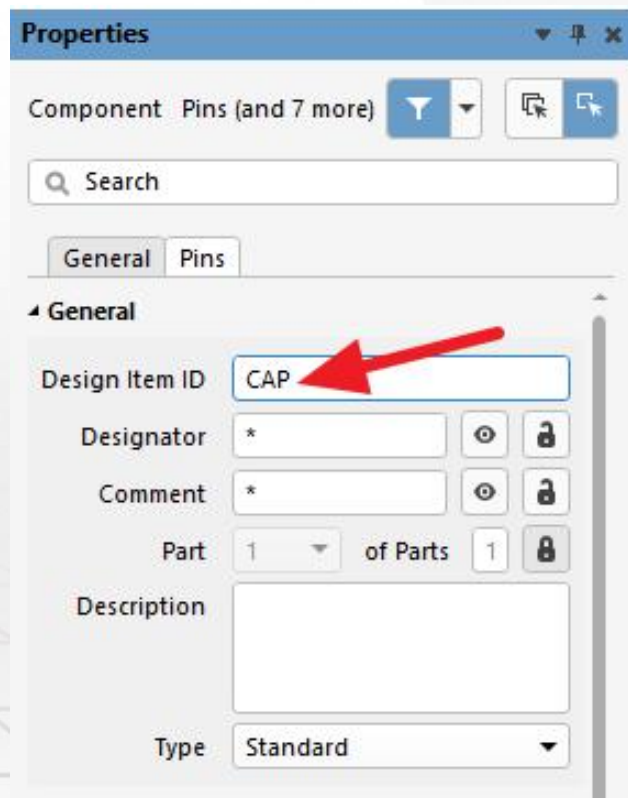 Properties
Component Pins (and 7 more)
Search
General Pins
General
Design Item ID CAP
Designator *
Comment *
Part 1 of Parts 1
Description
Type Standard